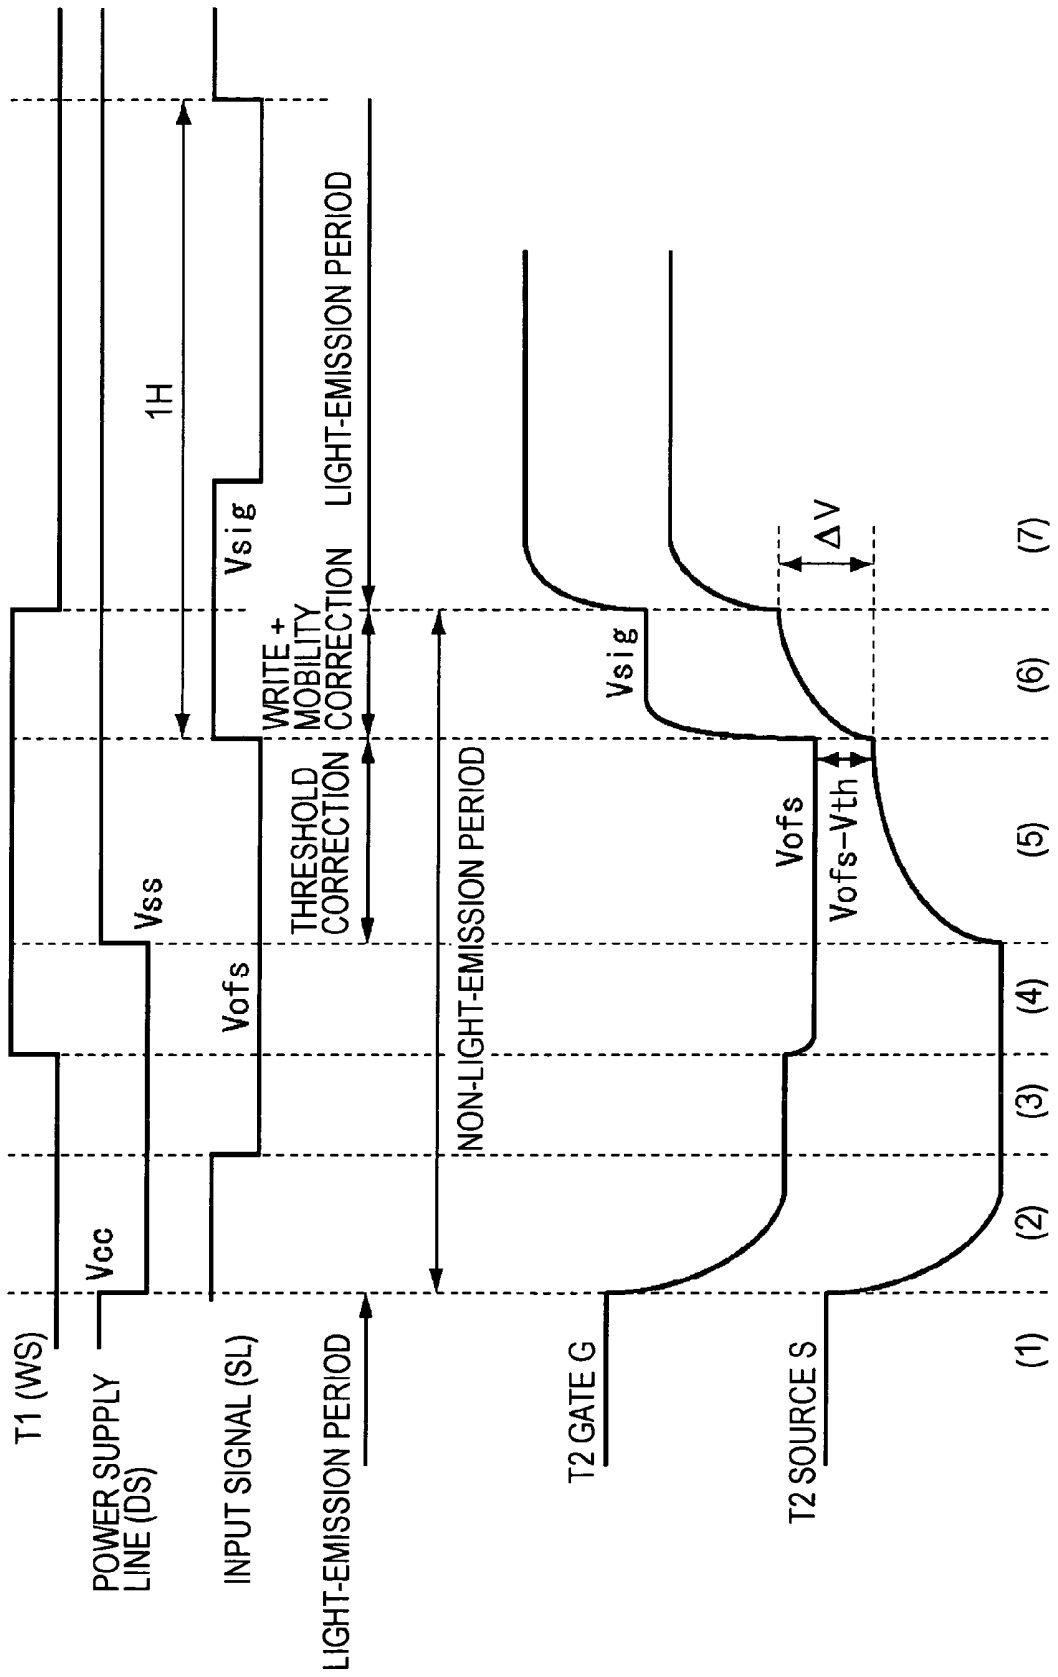 T1 (WS)
POWER SUPPLY
LINE (DS)
Vcc
Vss
1H
INPUT SIGNAL (SL)
Vofs
Vsig
LIGHT-EMISSION PERIOD
THRESHOLD
CORRECTION
WRITE +
MOBILITY
CORRECTION
LIGHT-EMISSION PERIOD
NON-LIGHT-EMISSION PERIOD
T2 GATE G
Vofs
Vsig
T2 SOURCE S
Vofs-Vth
ΔV
(1)
(2)
(3)
(4)
(5)
(6)
(7)